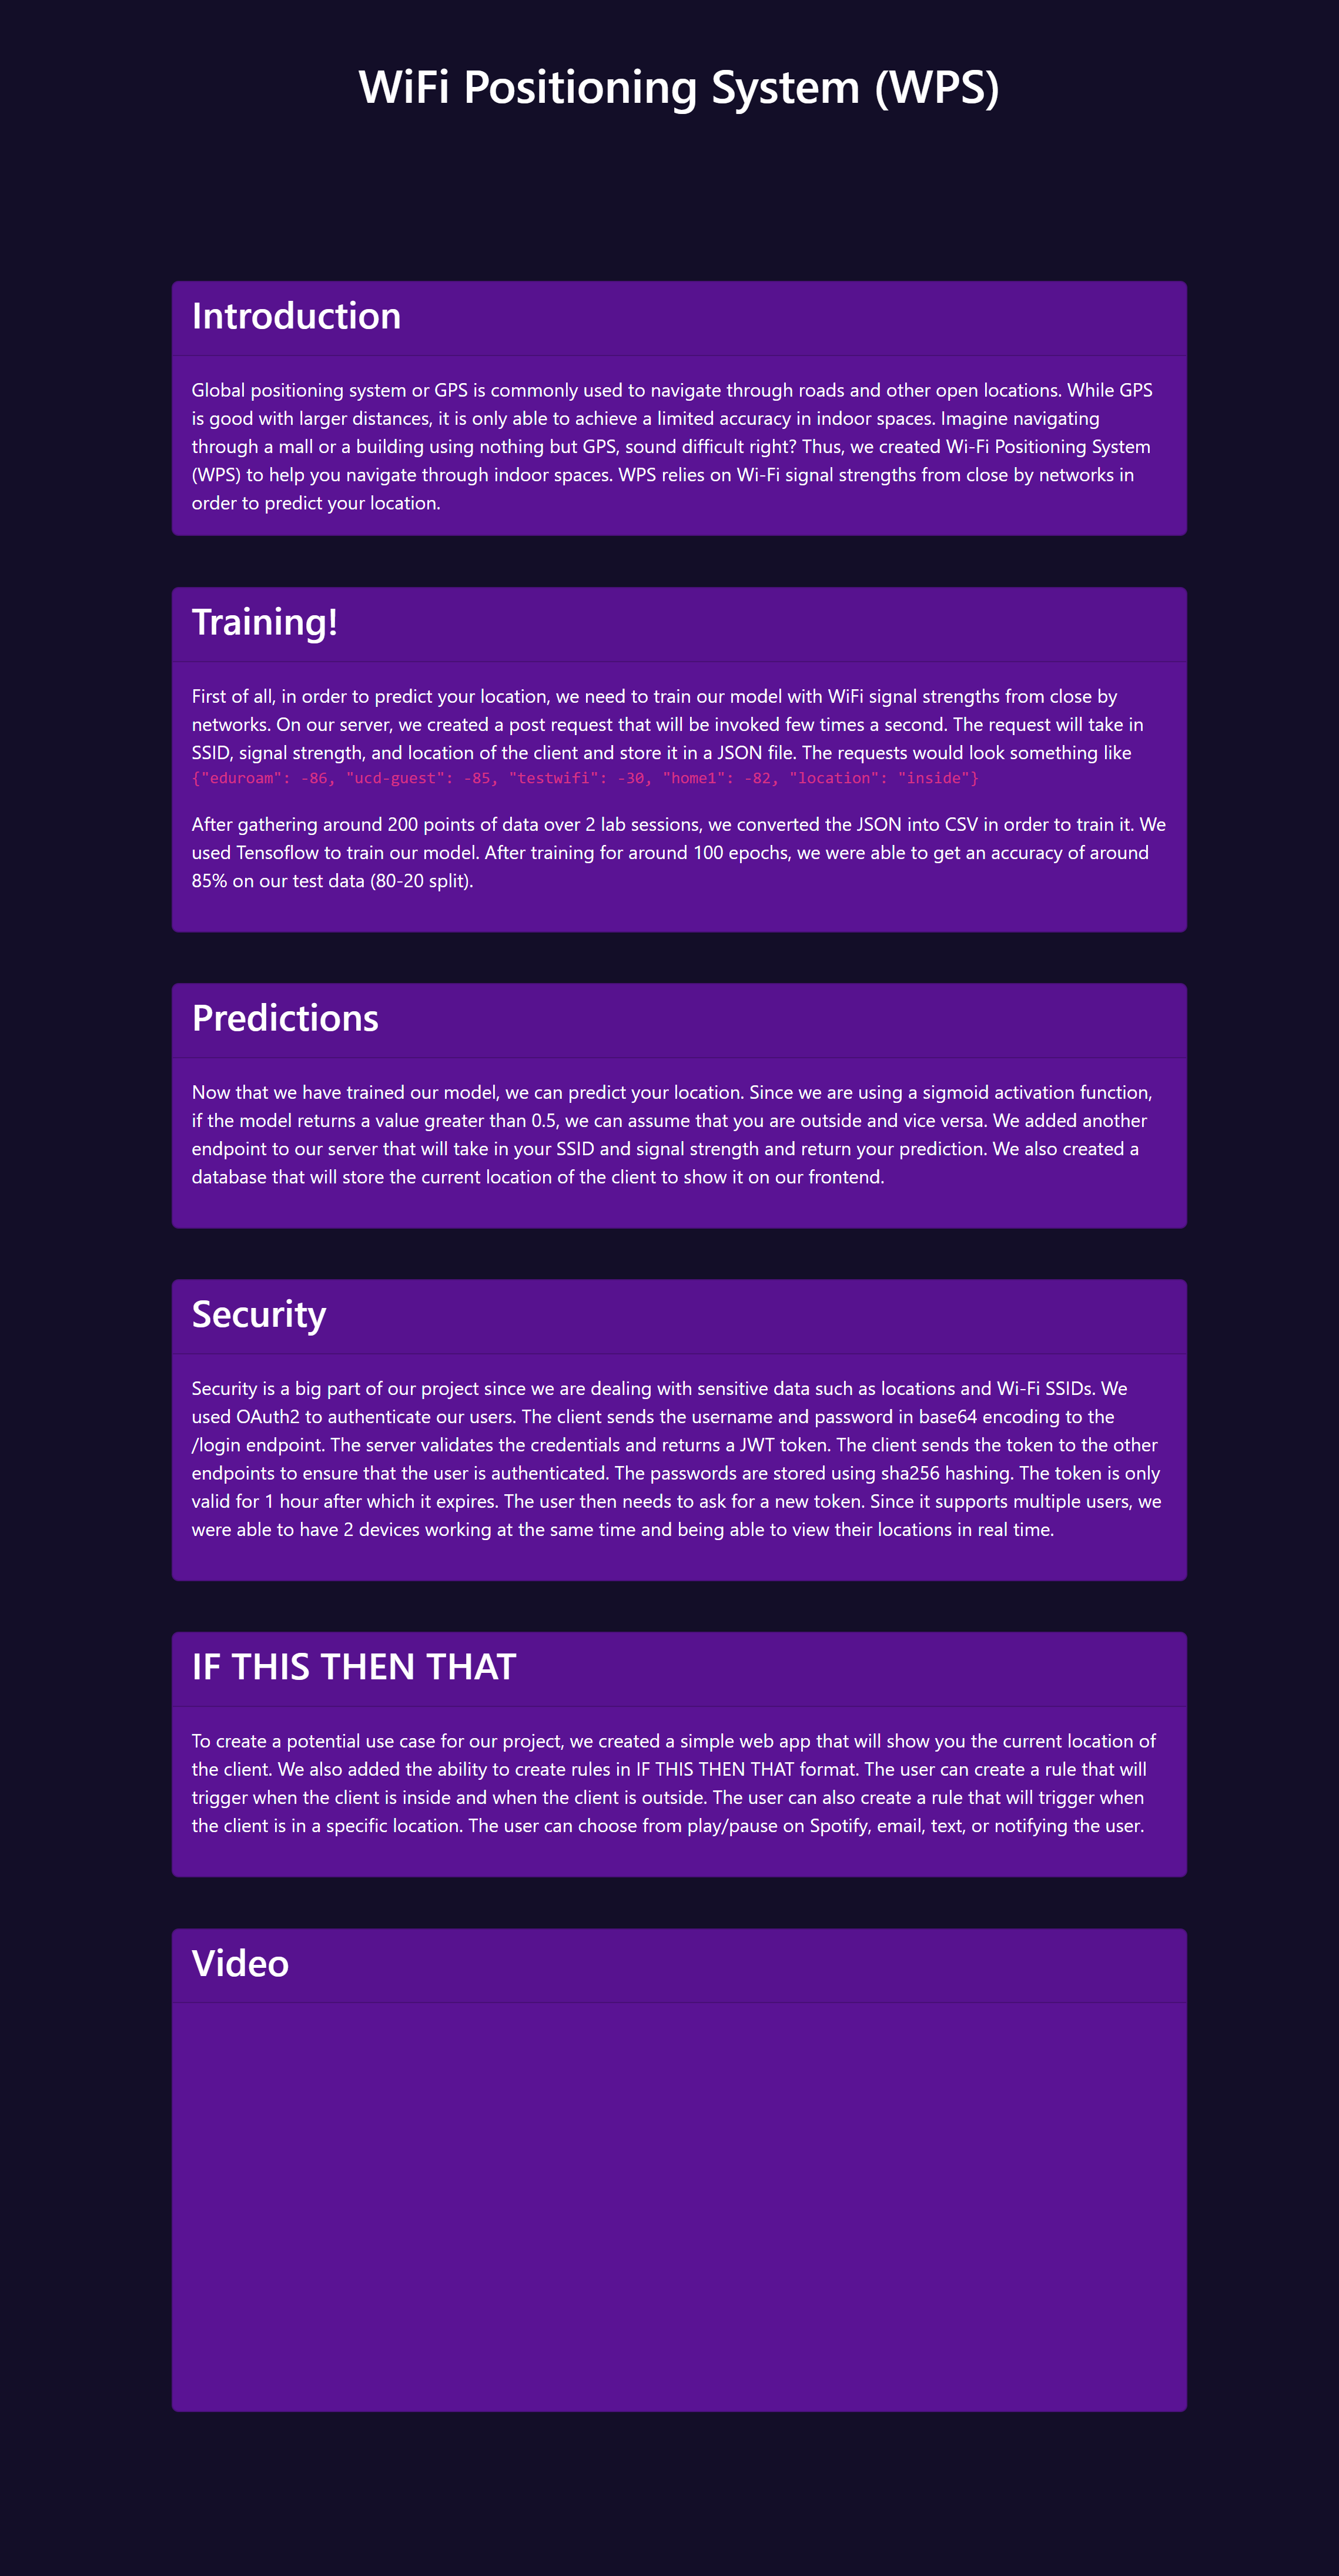 WiFi Positioning System (WPS)
Introduction
Global positioning system or GPS is commonly used to navigate through roads and other open locations. While GPS
is good with larger distances, it is only able to achieve a limited accuracy in indoor spaces. Imagine navigating
through a mall or a building using nothing but GPS, sound difficult right? Thus, we created Wi-Fi Positioning System
(WPS) to help you navigate through indoor spaces. WPS relies on Wi-Fi signal strengths from close by networks in
order to predict your location.
Training!
First of all, in order to predict your location, we need to train our model with WiFi signal strengths from close by
networks. On our server, we created a post request that will be invoked few times a second. The request will take in
SSID, signal strength, and location of the client and store it in a JSON file. The requests would look something like
{"eduroam": -86, "ucd-guest": -85, "testwifi": -30, "home1": -82, "location": "inside"}
After gathering around 200 points of data over 2 lab sessions, we converted the JSON into CSV in order to train it. We
used Tensoflow to train our model. After training for around 100 epochs, we were able to get an accuracy of around
85% on our test data (80-20 split).
Predictions
Now that we have trained our model, we can predict your location. Since we are using a sigmoid activation function,
if the model returns a value greater than 0.5, we can assume that you are outside and vice versa. We added another
endpoint to our server that will take in your SSID and signal strength and return your prediction. We also created a
database that will store the current location of the client to show it on our frontend.
Security
Security is a big part of our project since we are dealing with sensitive data such as locations and Wi-Fi SSIDs. We
used OAuth2 to authenticate our users. The client sends the username and password in base64 encoding to the
/login endpoint. The server validates the credentials and returns a JWT token. The client sends the token to the other
endpoints to ensure that the user is authenticated. The passwords are stored using sha256 hashing. The token is only
valid for 1 hour after which it expires. The user then needs to ask for a new token. Since it supports multiple users, we
were able to have 2 devices working at the same time and being able to view their locations in real time.
IF THIS THEN THAT
To create a potential use case for our project, we created a simple web app that will show you the current location of
the client. We also added the ability to create rules in IF THIS THEN THAT format. The user can create a rule that will
trigger when the client is inside and when the client is outside. The user can also create a rule that will trigger when
the client is in a specific location. The user can choose from play/pause on Spotify, email, text, or notifying the user.
Video